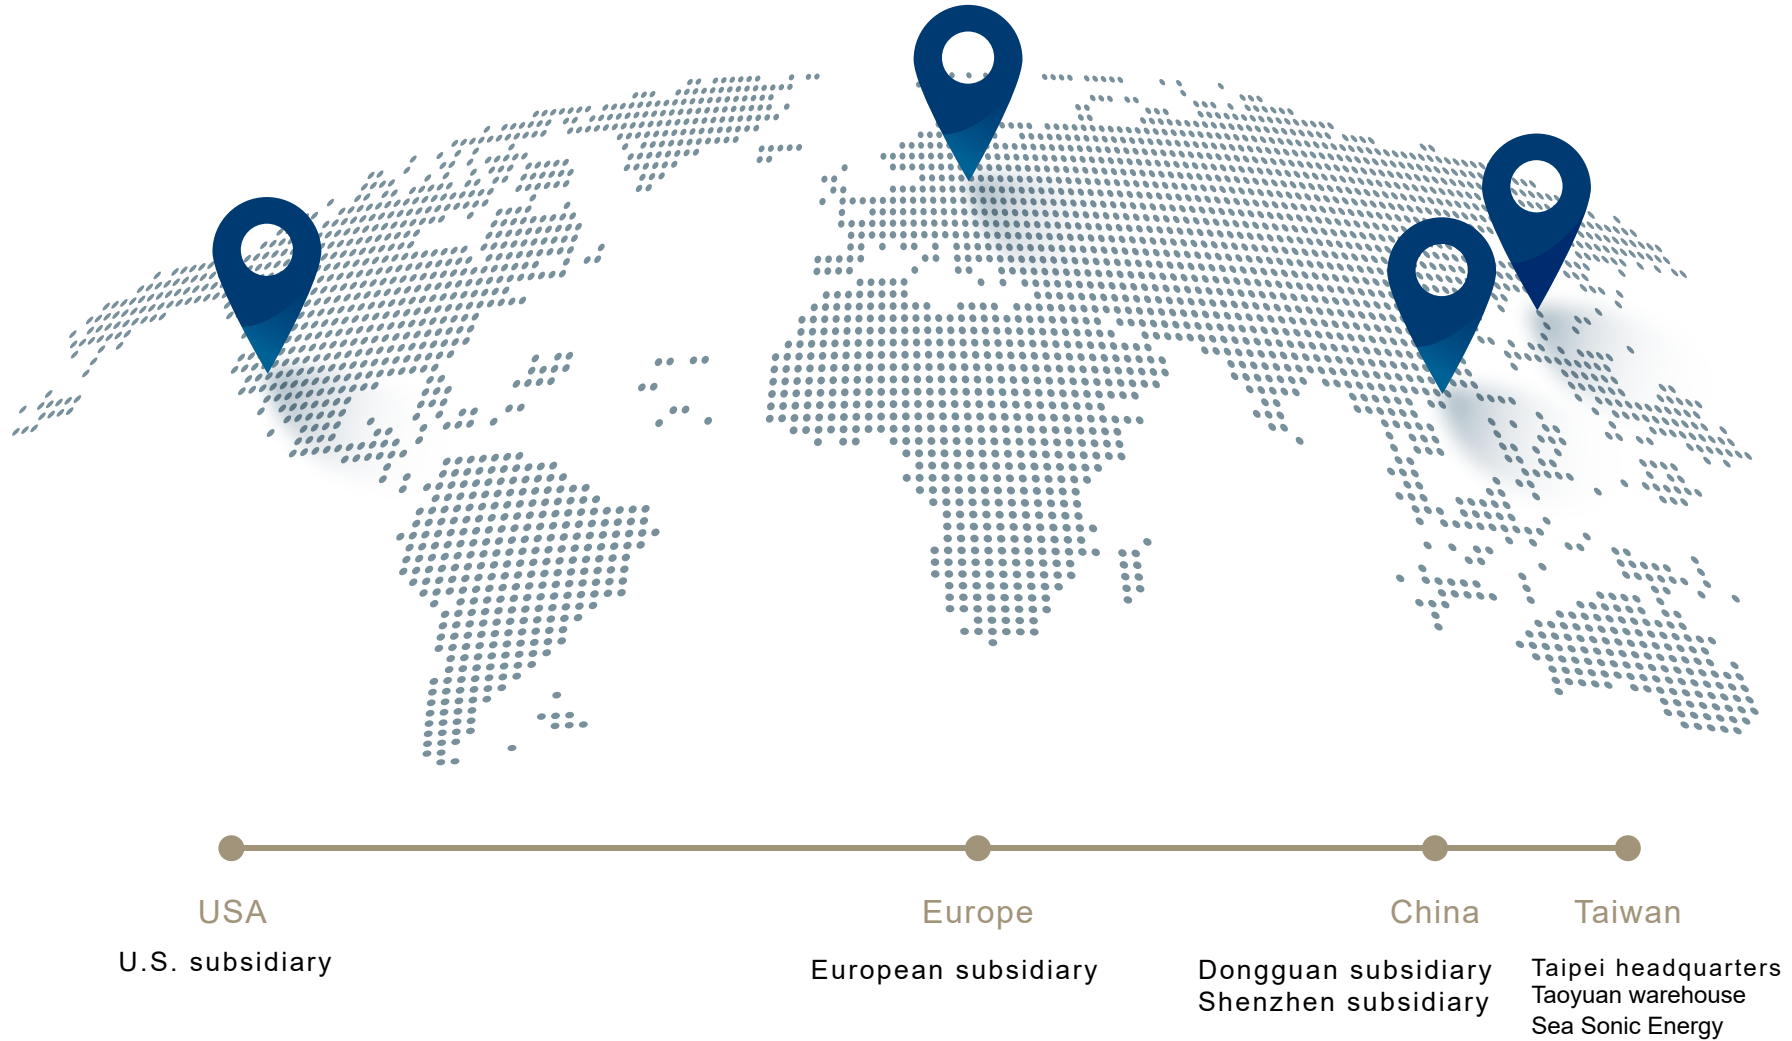 USA
U.S. subsidiary
Europe
European subsidiary
China
Dongguan subsidiary
Shenzhen subsidiary
Taiwan
Taipei headquarters
Taoyuan warehouse
Sea Sonic Energy